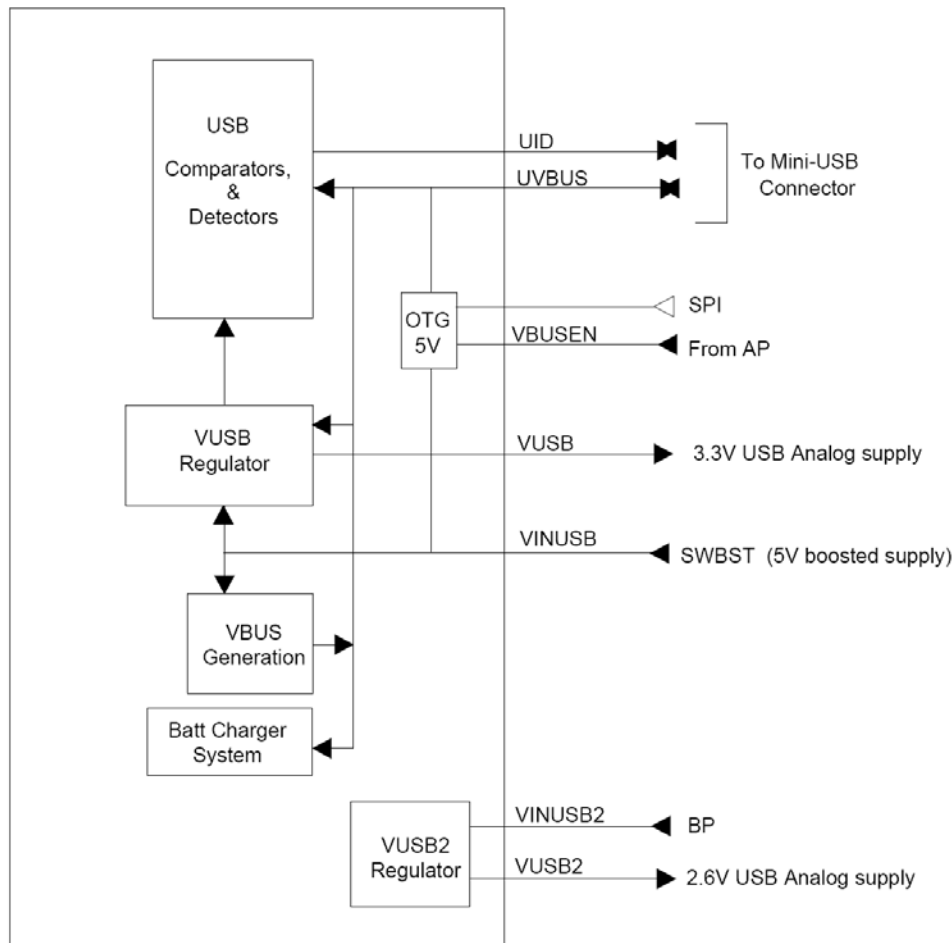 USB
Comparators,
&
Detectors
UID
UVBUS
To Mini-USB
Connector
OTG
5V
SPI
VBUSEN
From AP
VUSB
Regulator
VUSB
3.3V USB Analog supply
VINUSB
SWBST (5V boosted supply)
VBUS
Generation
Batt Charger
System
VUSB2
Regulator
VINUSB2
BP
VUSB2
2.6V USB Analog supply